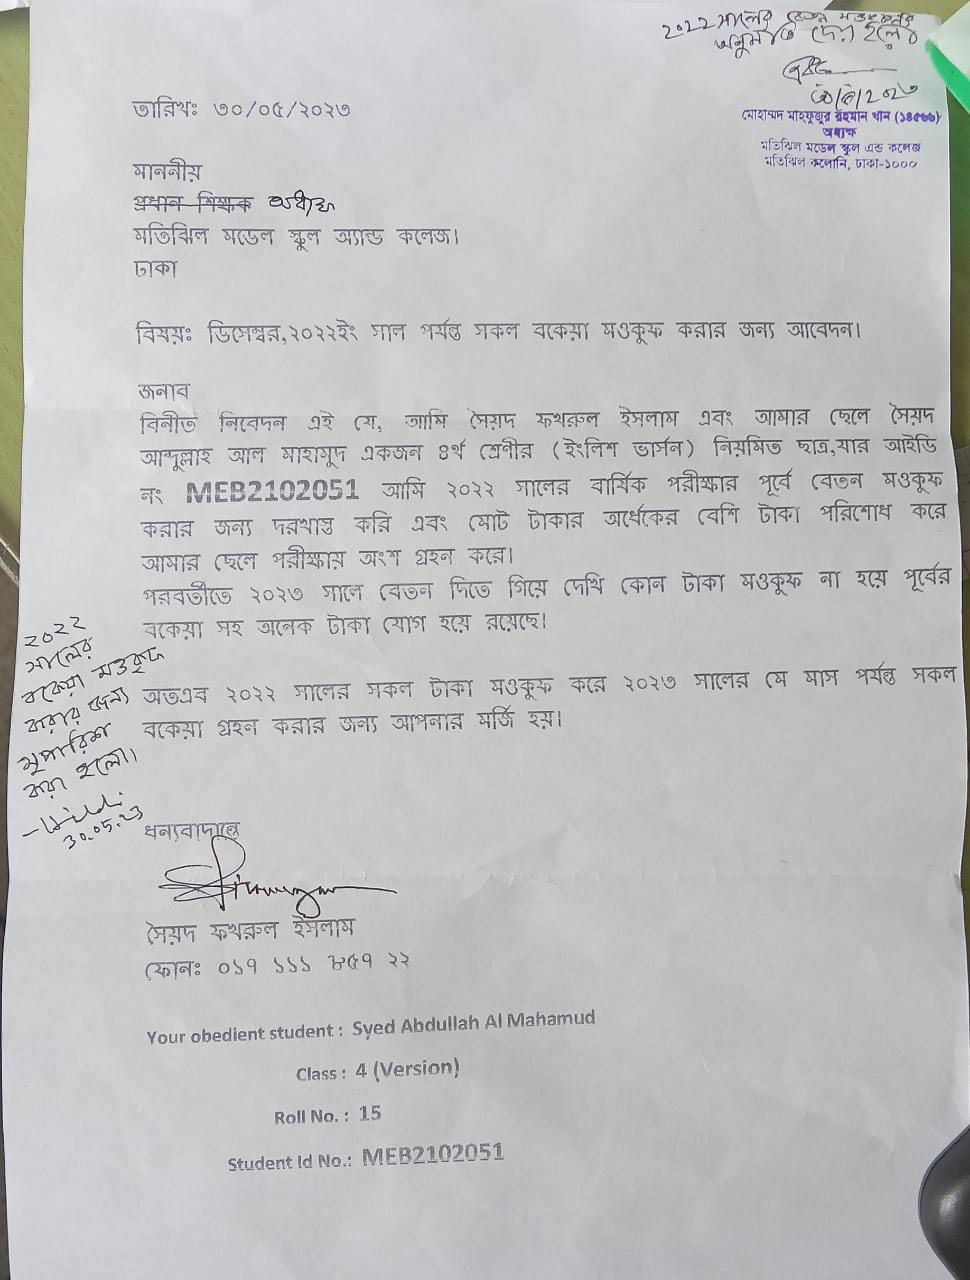 ২০২২ সালের বেতন মওকুফের
অনুমতি দেয়া হলো
মোহাম্মদ মাহফুজুর রহমান খান (১৪৫৬৬)
অধ্যক্ষ
মতিঝিল মডেল স্কুল এন্ড কলেজ
মতিঝিল কলোনি, ঢাকা-১০০০
তারিখঃ ৩০/০৫/২০২৩
মাননীয়
প্রধান শিক্ষক অধ্যক্ষ
মতিঝিল মডেল স্কুল অ্যান্ড কলেজ।
ঢাকা
বিষয়ঃ ডিসেম্বর,২০২২ইং সাল পর্যন্ত সকল বকেয়া মওকুফ করার জন্য আবেদন।
জনাব
বিনীত নিবেদন এই যে, আমি সৈয়দ ফখরুল ইসলাম এবং আমার ছেলে সৈয়দ
আব্দুল্লাহ আল মাহামুদ একজন ৪র্থ শ্রেনীর (ইংলিশ ভার্সন) নিয়মিত ছাত্র,যার আইডি
নং MEB2102051 আমি ২০২২ সালের বার্ষিক পরীক্ষার পূর্বে বেতন মওকুফ
করার জন্য দরখাস্ত করি এবং মোট টাকার অর্ধেকের বেশি টাকা পরিশোধ করে
আমার ছেলে পরীক্ষায় অংশ গ্রহন করে।
পরবর্তীতে ২০২৩ সালে বেতন দিতে গিয়ে দেখি কোন টাকা মওকুফ না হয়ে পূর্বের
বকেয়া সহ অনেক টাকা যোগ হয়ে রয়েছে।
অতএব ২০২২ সালের সকল টাকা মওকুফ করে ২০২৩ সালের মে মাস পর্যন্ত সকল
বকেয়া গ্রহন করার জন্য আপনার মর্জি হয়।
২০২২
সালের
বকেয়া মওকুফ
করার জন্য
সুপারিশ
করা হলো।
30.05.23
ধন্যবাদান্তে
সৈয়দ ফখরুল ইসলাম
ফোনঃ ০১৭ ১১১ ৮৫৭ ২২
Your obedient student : Syed Abdullah Al Mahamud
Class : 4 (Version)
Roll No. : 15
Student Id No.: MEB2102051